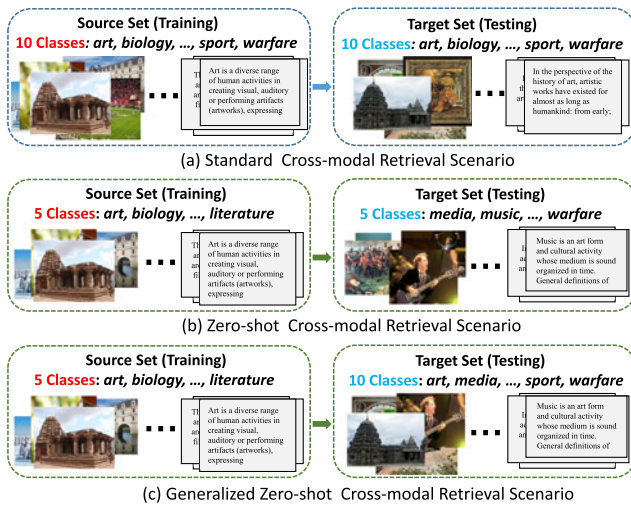 Source Set (Training)
10 Classes: art, biology, …, sport, warfare
Art is a diverse range
of human activities in
creating visual, auditory
or performing artifacts
(artworks), expressing
Target Set (Testing)
10 Classes: art, biology, …, sport, warfare
In the perspective of the
history of art, artistic
works have existed for
almost as long as
humankind: from early;
(a) Standard Cross-modal Retrieval Scenario
Source Set (Training)
5 Classes: art, biology, …, literature
Art is a diverse range
of human activities in
creating visual,
auditory or performing
artifacts (artworks),
expressing
Target Set (Testing)
5 Classes: media, music, …, warfare
Music is an art form
and cultural activity
whose medium is sound
organized in time.
General definitions of
(b) Zero-shot Cross-modal Retrieval Scenario
Source Set (Training)
5 Classes: art, biology, …, literature
Art is a diverse range
of human activities in
creating visual,
auditory or performing
artifacts (artworks),
expressing
Target Set (Testing)
10 Classes: art, media, …, sport, warfare
Music is an art form
and cultural activity
whose medium is sound
organized in time.
General definitions of
(c) Generalized Zero-shot Cross-modal Retrieval Scenario